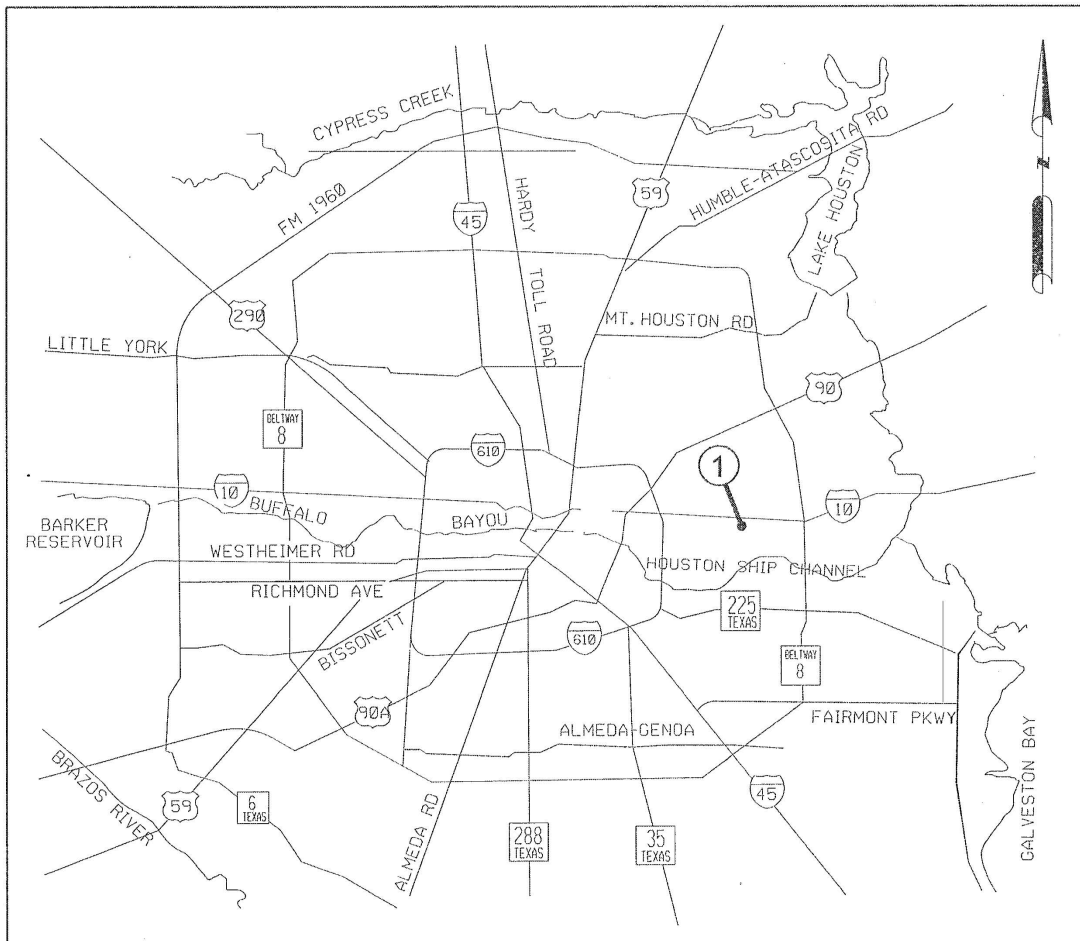 CYPRESS CREEK
HUMBLE-ATASCOSITA RD
59
HARDY
TOLL ROAD
45
FM 1960
LAKE HOUSTON
N
290
MT. HOUSTON RD
LITTLE YORK
90
BELTWAY
8
610
1
10
BUFFALO
BAYOU
10
BARKER
RESERVOIR
WESTHEIMER RD
HOUSTON SHIP CHANNEL
RICHMOND AVE
225
TEXAS
BISSONETT
610
BELTWAY
8
90A
FAIRMONT PKWY
ALMEDA-GENOA
BRAZOS RIVER
59
6
TEXAS
ALMEDA RD
288
TEXAS
35
TEXAS
45
GALVESTON BAY